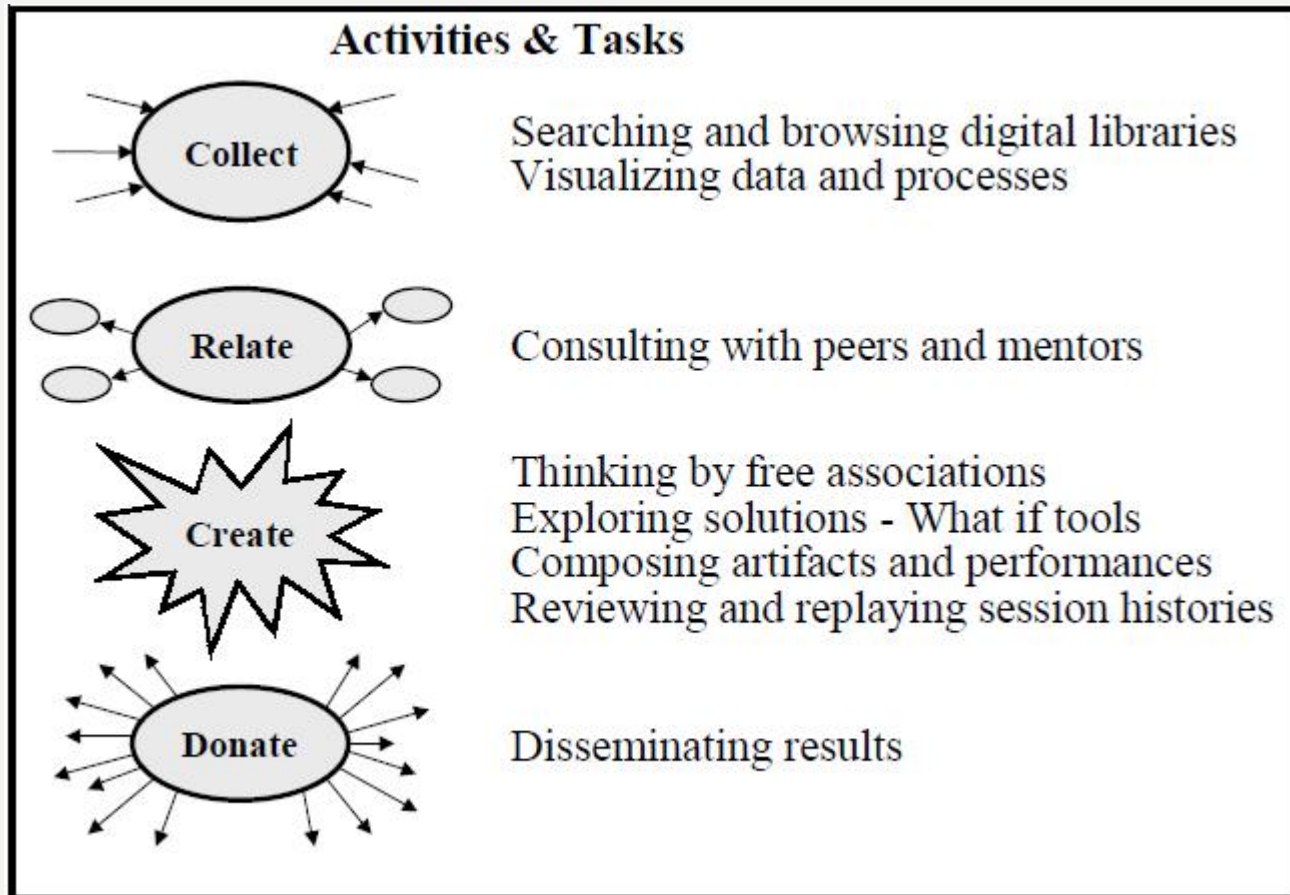 Activities & Tasks
Collect
Searching and browsing digital libraries
Visualizing data and processes
Relate
Consulting with peers and mentors
Create
Thinking by free associations
Exploring solutions - What if tools
Composing artifacts and performances
Reviewing and replaying session histories
Donate
Disseminating results